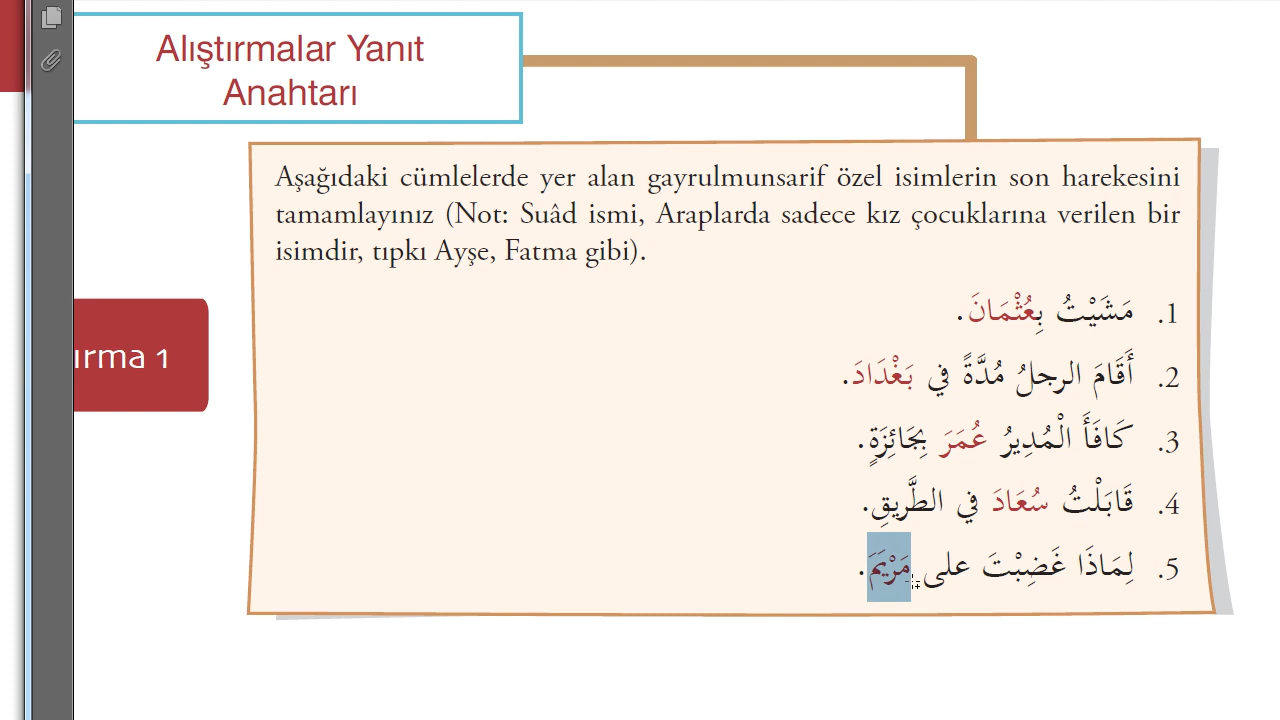 Alıştırmalar Yanıt
Anahtarı
Aşağıdaki cümlelerde yer alan gayrulmunsarif özel isimlerin son harekesini
tamamlayınız (Not: Suâd ismi, Araplarda sadece kız çocuklarına verilen bir
isimdir, tıpkı Ayşe, Fatma gibi).
1. مَشَيْتُ بِعُثْمَانَ.
2. أَقَامَ الرجلُ مُدَّةً في بَغْدَادَ.
3. كَافَأَ الْمُدِيرُ عُمَرَ بِجَائِزَةٍ.
ırma 1
4. قَابَلْتُ سُعَادَ في الطَّرِيقِ.
5. لِمَاذَا غَضِبْتَ على مَرْيَمَ.